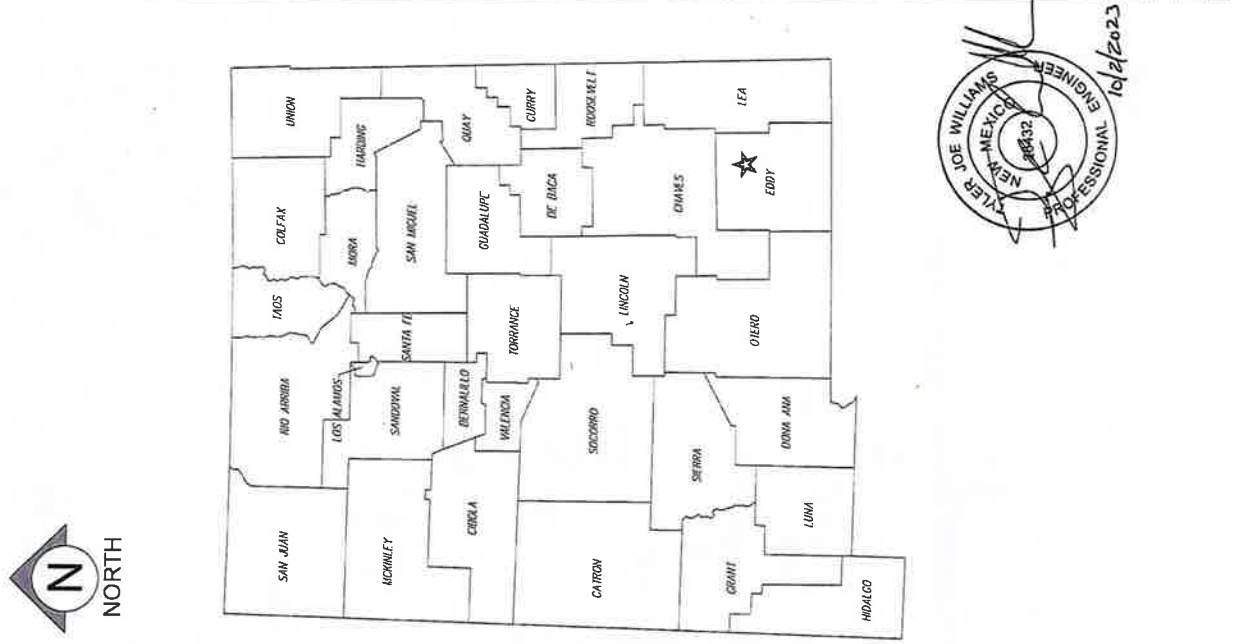 N
NORTH
SAN JUAN
RIO ARRIBA
TAOS
COLFAX
UNION
MORA
HARDING
LOS ALAMOS
SANTA FE
SAN MIGUEL
MCKINLEY
SANDOVAL
BERNALILLO
CIBOLA
VALENCIA
TORRANCE
GUADALUPE
QUAY
CURRY
DE BACA
ROOSEVELT
CATRON
SOCORRO
LINCOLN
CHAVES
LEA
EDDY
OTERO
SIERRA
DONA ANA
GRANT
LUNA
HIDALGO
TYLER JOE WILLIAMS
NEW MEXICO
PROFESSIONAL ENGINEER
10/2/2023